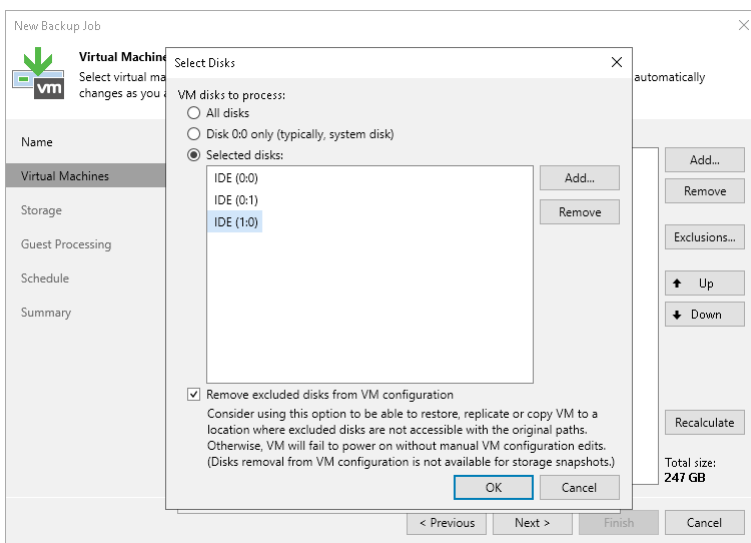 New Backup Job
Virtual Machine
Select virtual ma
automatically
changes as you a
vm
Name
Virtual Machines
Storage
Guest Processing
Schedule
Summary
Select Disks
VM disks to process:
All disks
Disk 0:0 only (typically, system disk)
Selected disks:
IDE (0:0)
IDE (0:1)
IDE (1:0)
Add...
Remove
Remove excluded disks from VM configuration
Consider using this option to be able to restore, replicate or copy VM to a
location where excluded disks are not accessible with the original paths.
Otherwise, VM will fail to power on without manual VM configuration edits.
(Disks removal from VM configuration is not available for storage snapshots.)
OK
Cancel
Add...
Remove
Exclusions...
Up
Down
Recalculate
Total size:
247 GB
< Previous
Next >
Finish
Cancel